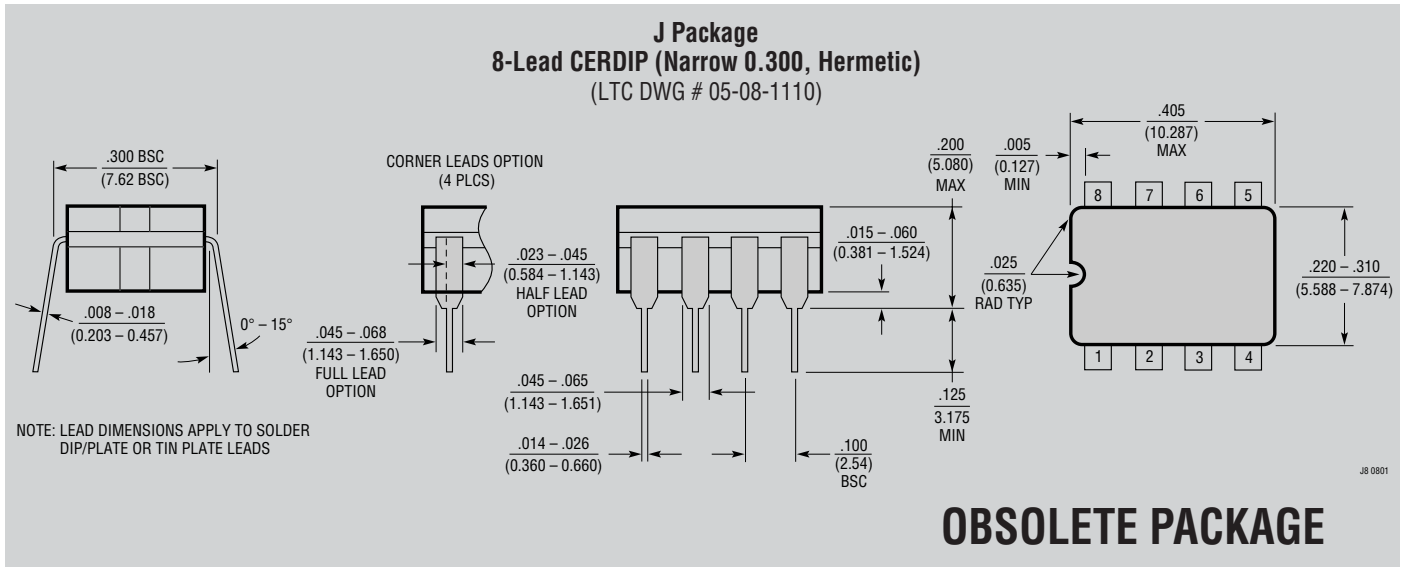 J Package
8-Lead CERDIP (Narrow 0.300, Hermetic)
(LTC DWG # 05-08-1110)
.300 BSC
(7.62 BSC)
.008 – .018
(0.203 – 0.457)
0° – 15°
NOTE: LEAD DIMENSIONS APPLY TO SOLDER
DIP/PLATE OR TIN PLATE LEADS
CORNER LEADS OPTION
(4 PLCS)
.023 – .045
(0.584 – 1.143)
HALF LEAD
OPTION
.045 – .068
(1.143 – 1.650)
FULL LEAD
OPTION
.200
(5.080)
MAX
.015 – .060
(0.381 – 1.524)
.045 – .065
(1.143 – 1.651)
.014 – .026
(0.360 – 0.660)
.100
(2.54)
BSC
.125
3.175
MIN
.005
(0.127)
MIN
.405
(10.287)
MAX
8 7 6 5
.025
(0.635)
RAD TYP
.220 – .310
(5.588 – 7.874)
1 2 3 4
J8 0801
OBSOLETE PACKAGE